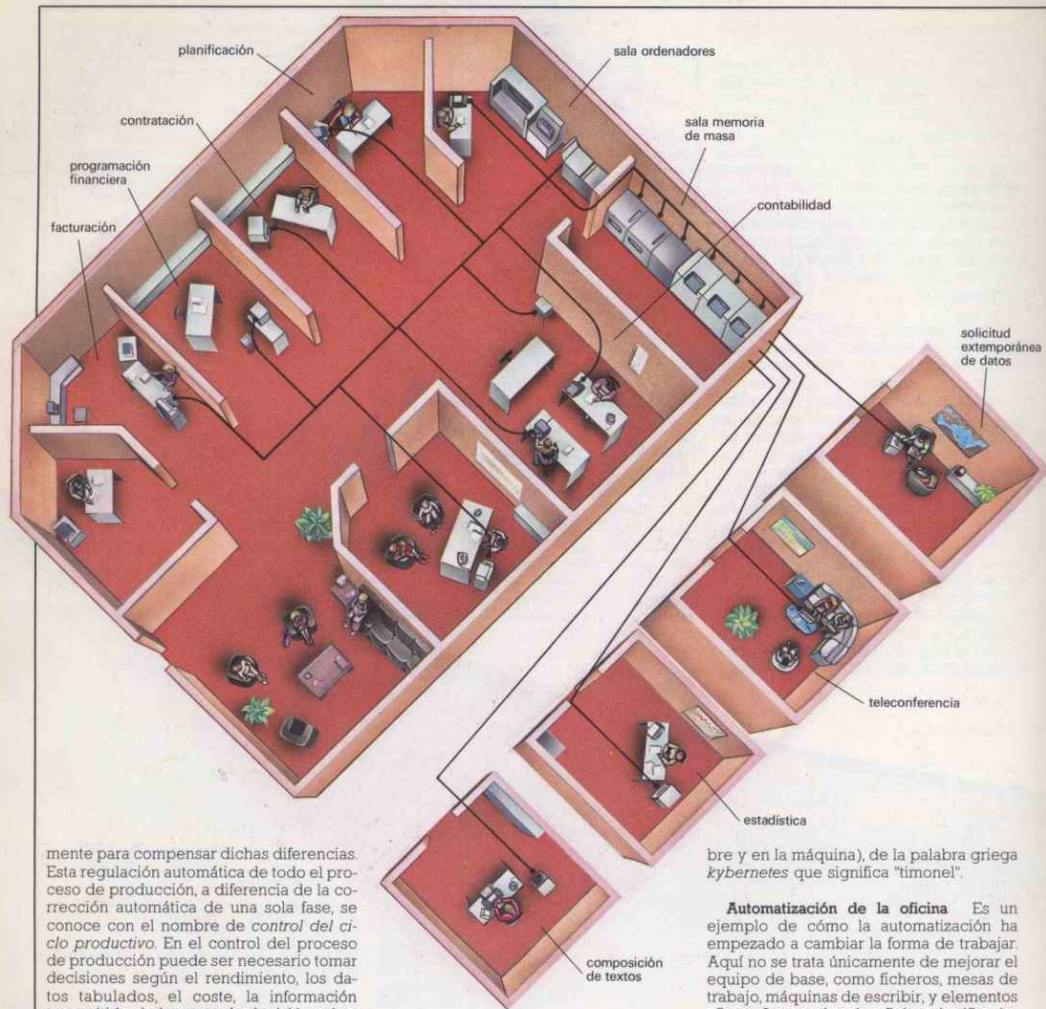 planificación
contratación
programación
financiera
facturación
sala ordenadores
sala memoria
de masa
contabilidad
solicitud
extemporánea
de datos
teleconferencia
estadística
composición
de textos
mente para compensar dichas diferencias.
Esta regulación automática de todo el pro-
ceso de producción, a diferencia de la co-
rrección automática de una sola fase, se
conoce con el nombre de control del ci-
clo productivo. En el control del proceso
de producción puede ser necesario tomar
decisiones según el rendimiento, los da-
tos tabulados, el coste, la información
bre y en la máquina), de la palabra griega
kybernetes que significa "timonel".
Automatización de la oficina Es un
ejemplo de cómo la automatización ha
empezado a cambiar la forma de trabajar.
Aquí no se trata únicamente de mejorar el
equipo de base, como ficheros, mesas de
trabajo, máquinas de escribir, y elementos